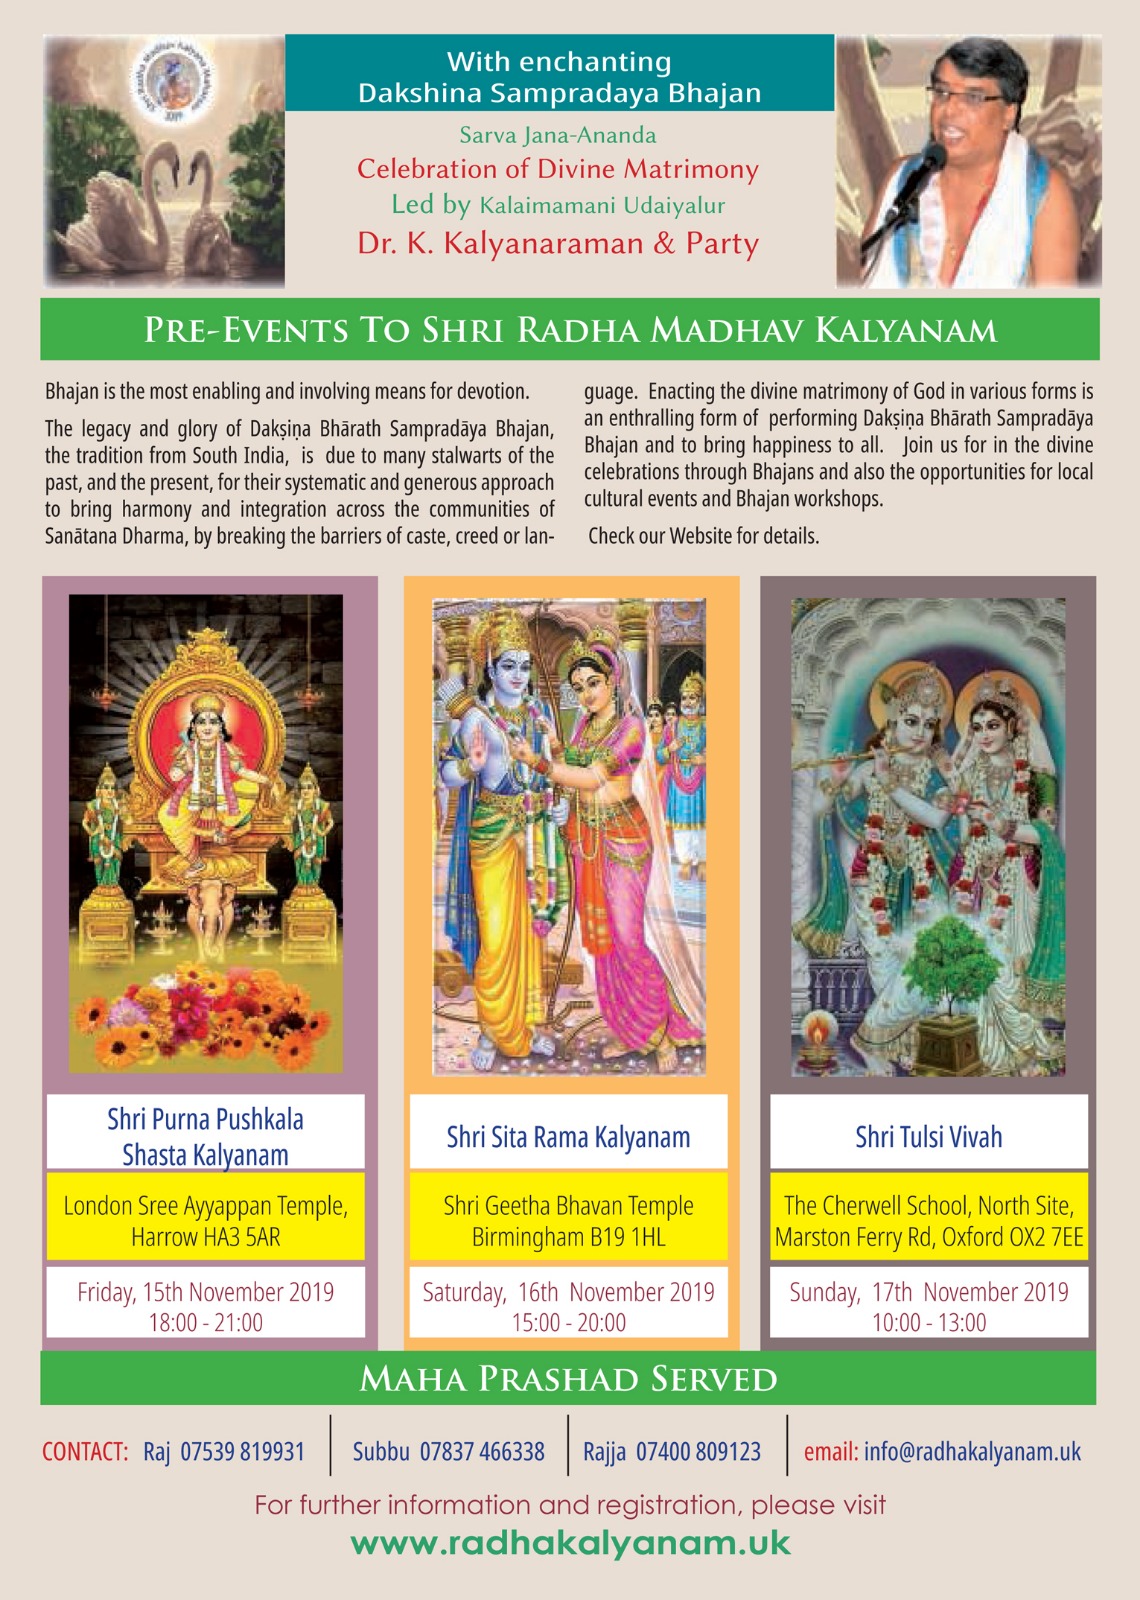 With enchanting
Dakshina Sampradaya Bhajan
Sarva Jana-Ananda
Celebration of Divine Matrimony
Led by Kalaimamani Udaiyalur
Dr. K. Kalyanaraman & Party
2019
PRE-EVENTS TO SHRI RADHA MADHAV KALYANAM
Bhajan is the most enabling and involving means for devotion.
The legacy and glory of Dakṣiṇa Bhārath Sampradāya Bhajan,
the tradition from South India, is due to many stalwarts of the
past, and the present, for their systematic and generous approach
to bring harmony and integration across the communities of
Sanātana Dharma, by breaking the barriers of caste, creed or lan-
guage. Enacting the divine matrimony of God in various forms is
an enthralling form of performing Dakṣiṇa Bhārath Sampradāya
Bhajan and to bring happiness to all. Join us for in the divine
celebrations through Bhajans and also the opportunities for local
cultural events and Bhajan workshops.
Check our Website for details.
Shri Purna Pushkala
Shasta Kalyanam
London Sree Ayyappan Temple,
Harrow HA3 5AR
Friday, 15th November 2019
18:00 - 21:00
Shri Sita Rama Kalyanam
Shri Geetha Bhavan Temple
Birmingham B19 1HL
Saturday, 16th November 2019
15:00 - 20:00
Shri Tulsi Vivah
The Cherwell School, North Site,
Marston Ferry Rd, Oxford OX2 7EE
Sunday, 17th November 2019
10:00 - 13:00
MAHA PRASHAD SERVED
CONTACT: Raj 07539 819931
Subbu 07837 466338
Rajja 07400 809123
email: info@radhakalyanam.uk
For further information and registration, please visit
www.radhakalyanam.uk